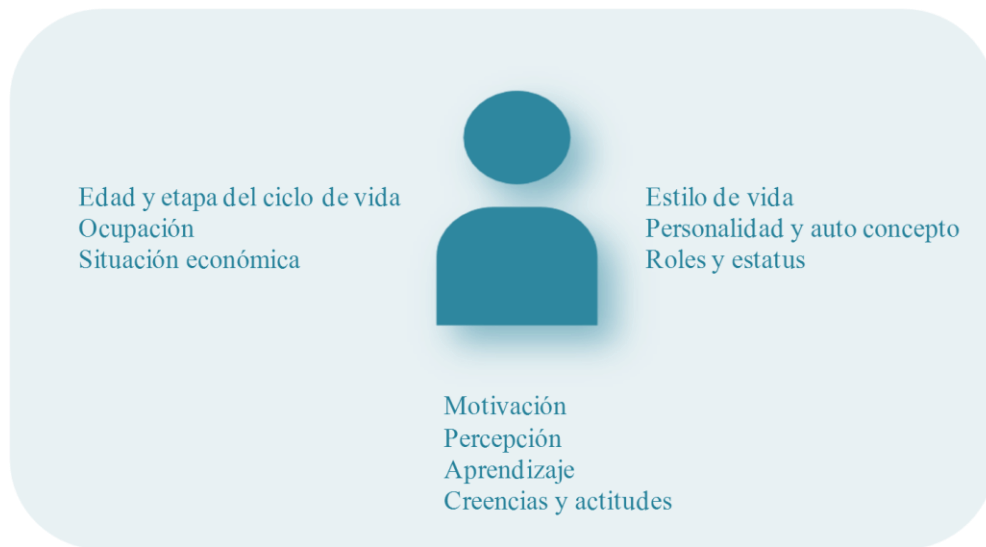 Edad y etapa del ciclo de vida
Ocupación
Situación económica
Estilo de vida
Personalidad y auto concepto
Roles y estatus
Motivación
Percepción
Aprendizaje
Creencias y actitudes